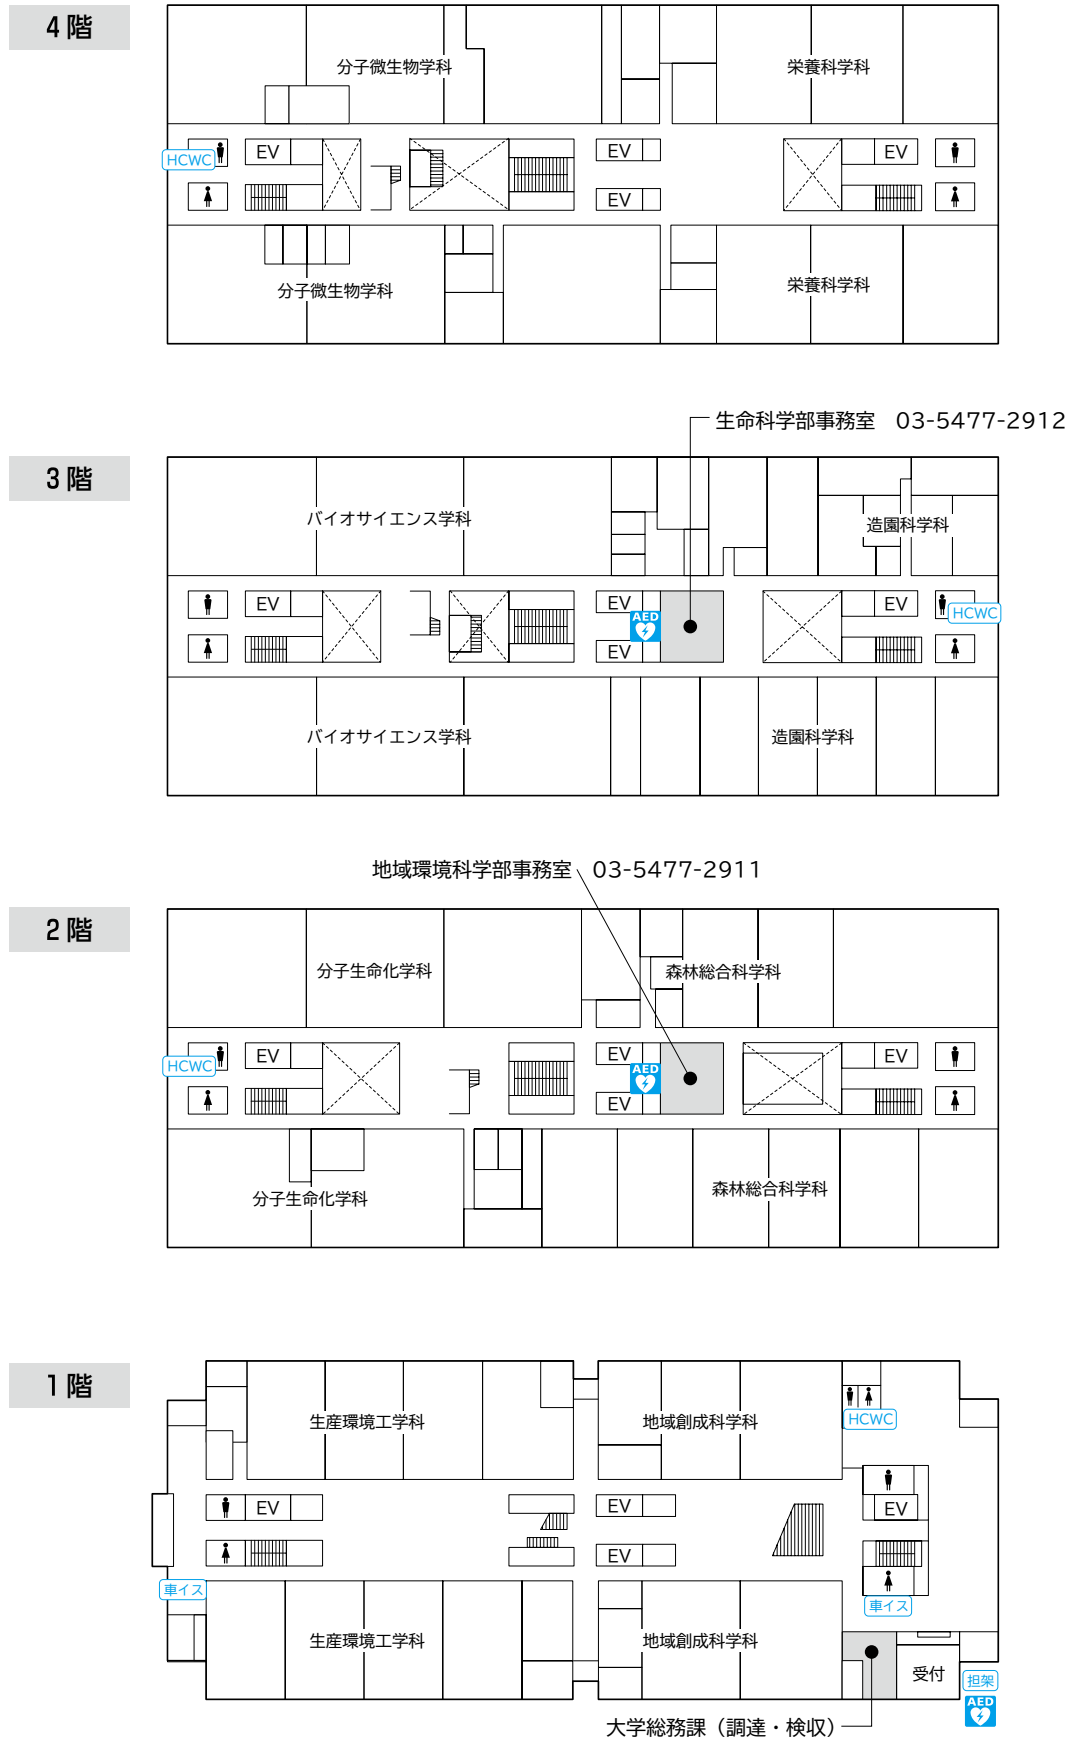 4階
分子微生物学科
栄養科学科
HCWC
EV
EV
EV
EV
分子微生物学科
栄養科学科
生命科学部事務室　03-5477-2912
3階
バイオサイエンス学科
造園科学科
EV
EV
AED
EV
EV
HCWC
バイオサイエンス学科
造園科学科
地域環境科学部事務室　03-5477-2911
2階
分子生命化学科
森林総合科学科
HCWC
EV
EV
AED
EV
EV
分子生命化学科
森林総合科学科
1階
生産環境工学科
地域創成科学科
HCWC
EV
EV
EV
EV
車イス
車イス
生産環境工学科
地域創成科学科
受付
担架
AED
大学総務課（調達・検収）